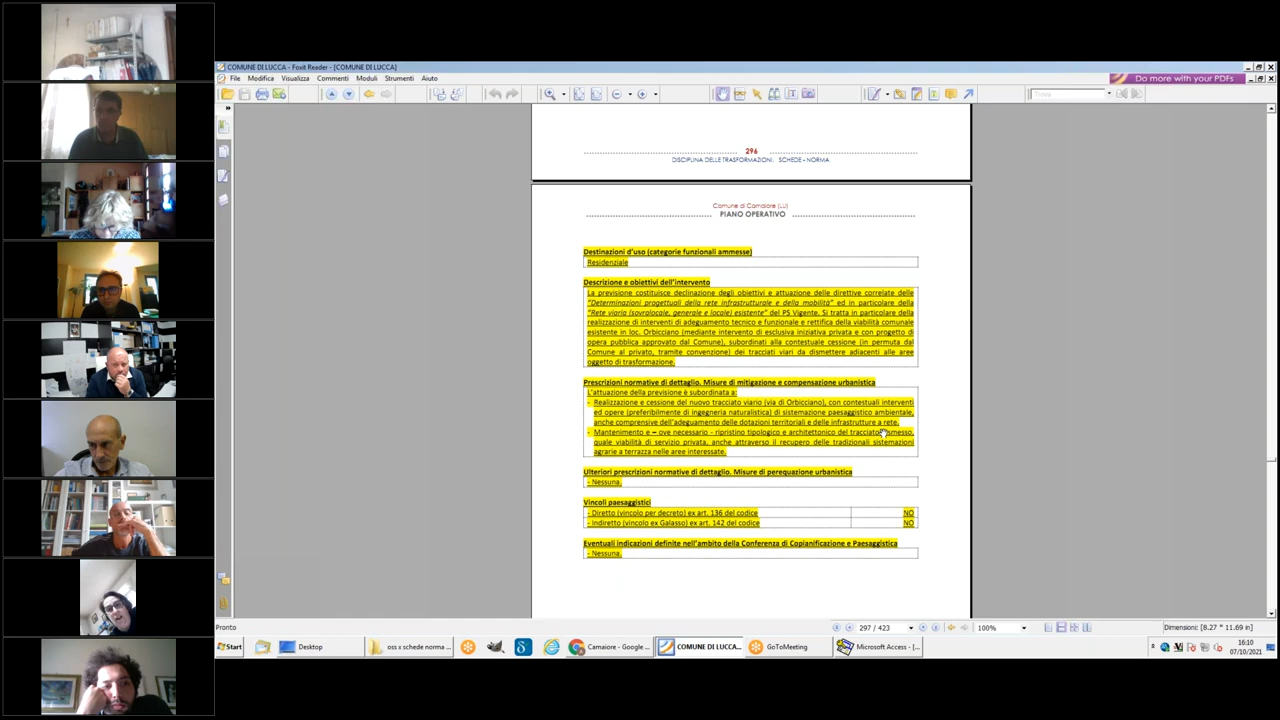 COMUNE DI LUCCA - Foxit Reader - [COMUNE DI LUCCA]
File Modifica Visualizza Commenti Moduli Strumenti Aiuto
Do more with your PDFs
Trova
296
DISCIPLINA DELLE TRASFORMAZIONI. SCHEDE - NORMA
Comune di Camaiore (LU)
PIANO OPERATIVO
Destinazioni d'uso (categorie funzionali ammesse)
Residenziale
Descrizione e obiettivi dell'intervento
La previsione costituisce declinazione degli obiettivi e attuazione delle direttive correlate delle
"Determinazioni progettuali della rete infrastrutturale e della mobilità" ed in particolare della
"Rete viaria (sovralocale, generale e locale) esistente" del PS Vigente. Si tratta in particolare della
realizzazione di interventi di adeguamento tecnico e funzionale e rettifica della viabilità comunale
esistente in loc. Orbicciano (mediante intervento di esclusiva iniziativa privata e con progetto di
opera pubblica approvato dal Comune), subordinati alla contestuale cessione (in permuta dal
Comune al privato, tramite convenzione) dei tracciati viari da dismettere adiacenti alle aree
oggetto di trasformazione.
Prescrizioni normative di dettaglio. Misure di mitigazione e compensazione urbanistica
L'attuazione della previsione è subordinata a:
- Realizzazione e cessione del nuovo tracciato viario (via di Orbicciano), con contestuali interventi
ed opere (preferibilmente di ingegneria naturalistica) di sistemazione paesaggistico ambientale,
anche comprensive dell'adeguamento delle dotazioni territoriali e delle infrastrutture a rete.
- Mantenimento e – ove necessario - ripristino tipologico e architettonico del tracciato dismesso,
quale viabilità di servizio privata, anche attraverso il recupero delle tradizionali sistemazioni
agrarie a terrazza nelle aree interessate.
Ulteriori prescrizioni normative di dettaglio. Misure di perequazione urbanistica
- Nessuna.
Vincoli paesaggistici
- Diretto (vincolo per decreto) ex art. 136 del codice NO
- Indiretto (vincolo ex Galasso) ex art. 142 del codice NO
Eventuali indicazioni definite nell'ambito della Conferenza di Copianificazione e Paesaggistica
- Nessuna.
Pronto
297 / 423
100%
Dimensioni: [8.27 * 11.69 in]
Start
Desktop
oss x schede norma ...
Camaiore - Google ...
COMUNE DI LUCCA...
GoToMeeting
Microsoft Access - [...
16:10
07/10/2021